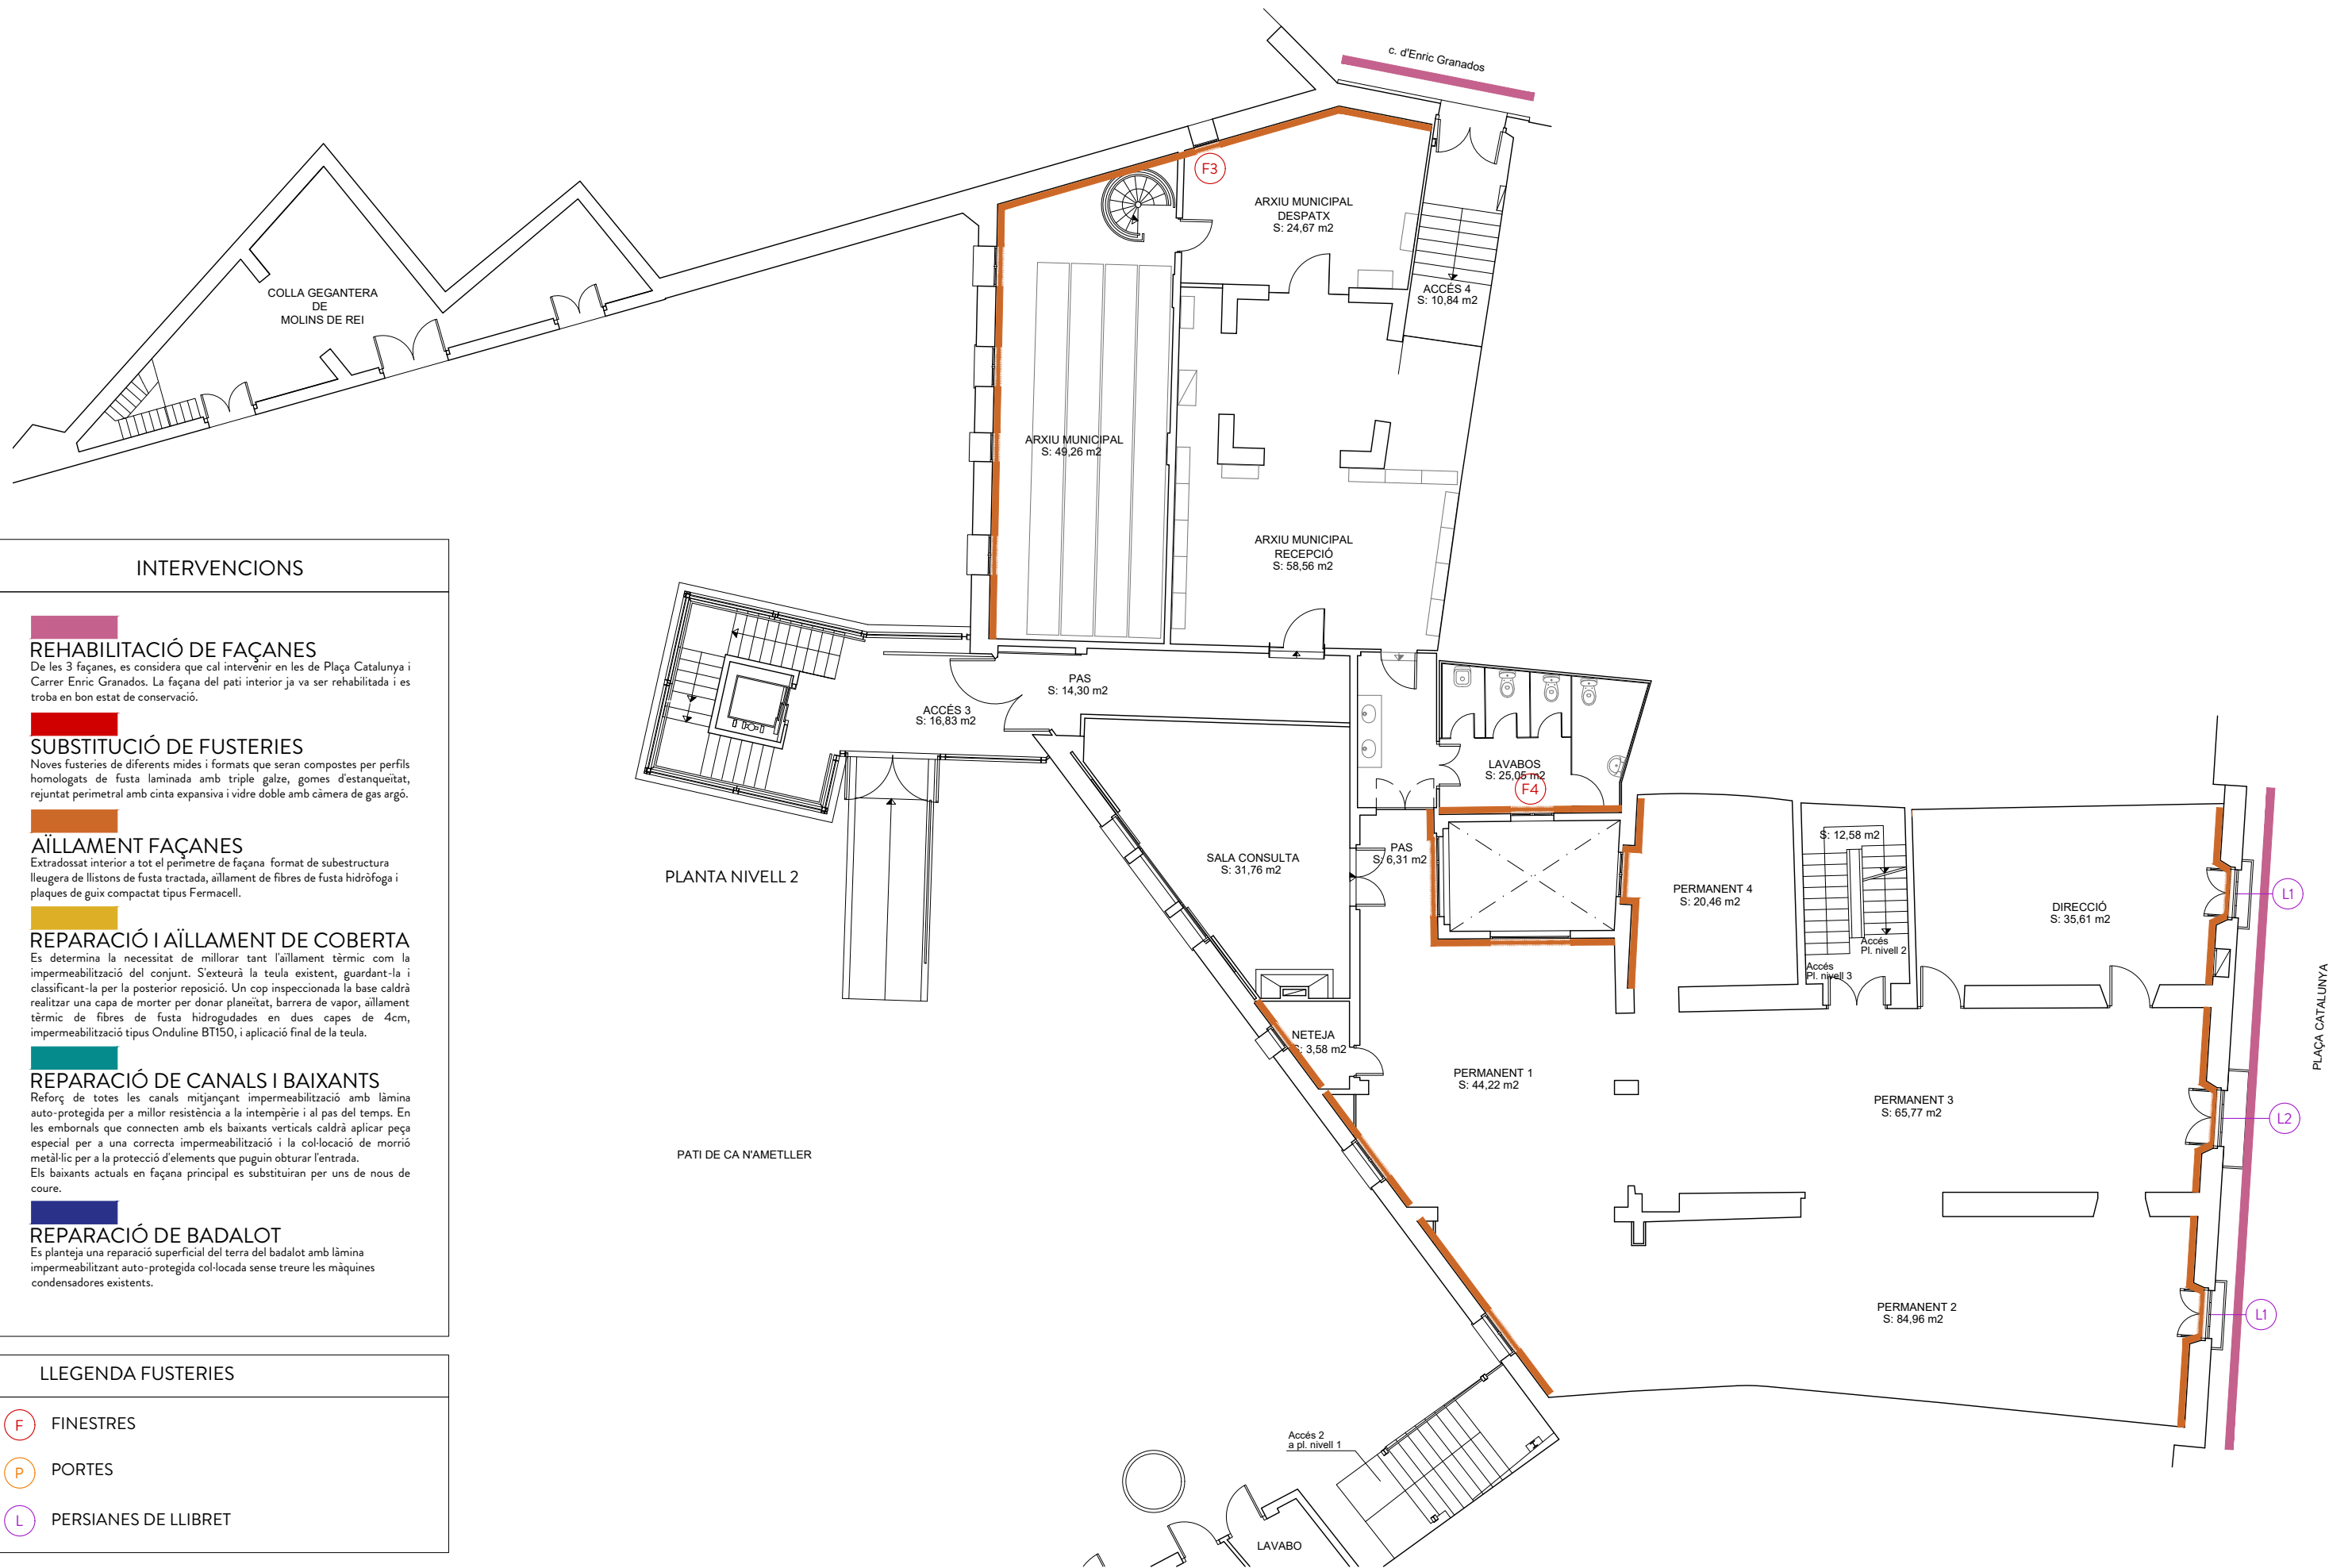 c. d'Enric Granados
F3
ARXIU MUNICIPAL
DESPATX
S: 24,67 m2
COLLA GEGANTERA
DE
MOLINS DE REI
ACCÉS 4
S: 10,84 m2
ARXIU MUNICIPAL
S: 49,26 m2
ARXIU MUNICIPAL
RECEPCIÓ
S: 58,56 m2
INTERVENCIONS
REHABILITACIÓ DE FAÇANES
De les 3 façanes, es considera que cal intervenir en les de Plaça Catalunya i
Carrer Enric Granados. La façana del pati interior ja va ser rehabilitada i es
troba en bon estat de conservació.
SUBSTITUCIÓ DE FUSTERIES
Noves fusteries de diferents mides i formats que seran compostes per perfils
homologats de fusta laminada amb triple galze, gomes d'estanqueïtat,
rejuntat perimetral amb cinta expansiva i vidre doble amb càmera de gas argó.
AÏLLAMENT FAÇANES
Extradossat interior a tot el perímetre de façana format de subestructura
lleugera de llistons de fusta tractada, aïllament de fibres de fusta hidròfoga i
plaques de guix compactat tipus Fermacell.
REPARACIÓ I AÏLLAMENT DE COBERTA
Es determina la necessitat de millorar tant l'aïllament tèrmic com la
impermeabilització del conjunt. S'exteurà la teula existent, guardant-la i
classificant-la per la posterior reposició. Un cop inspeccionada la base caldrà
realitzar una capa de morter per donar planeïtat, barrera de vapor, aïllament
tèrmic de fibres de fusta hidrogudades en dues capes de 4cm,
impermeabilització tipus Onduline BT150, i aplicació final de la teula.
REPARACIÓ DE CANALS I BAIXANTS
Reforç de totes les canals mitjançant impermeabilització amb làmina
auto-protegida per a millor resistència a la intempèrie i al pas del temps. En
les embornals que connecten amb els baixants verticals caldrà aplicar peça
especial per a una correcta impermeabilització i la col·locació de morrió
metàl·lic per a la protecció d'elements que puguin obturar l'entrada.
Els baixants actuals en façana principal es substituiran per uns de nous de
coure.
REPARACIÓ DE BADALOT
Es planteja una reparació superficial del terra del badalot amb làmina
impermeabilitzant auto-protegida col·locada sense treure les màquines
condensadores existents.
LLEGENDA FUSTERIES
F FINESTRES
P PORTES
L PERSIANES DE LLIBRET
PAS
S: 14,30 m2
ACCÉS 3
S: 16,83 m2
LAVABOS
S: 25,05 m2
F4
PLANTA NIVELL 2
SALA CONSULTA
S: 31,76 m2
PAS
S: 6,31 m2
PERMANENT 4
S: 20,46 m2
S: 12,58 m2
Accés
Pl. nivell 2
Accés
Pl. nivell 3
DIRECCIÓ
S: 35,61 m2
L1
PLAÇA CATALUNYA
NETEJA
S: 3,58 m2
PERMANENT 1
S: 44,22 m2
PERMANENT 3
S: 65,77 m2
L2
PATI DE CA N'AMETLLER
PERMANENT 2
S: 84,96 m2
L1
Accés 2
a pl. nivell 1
LAVABO